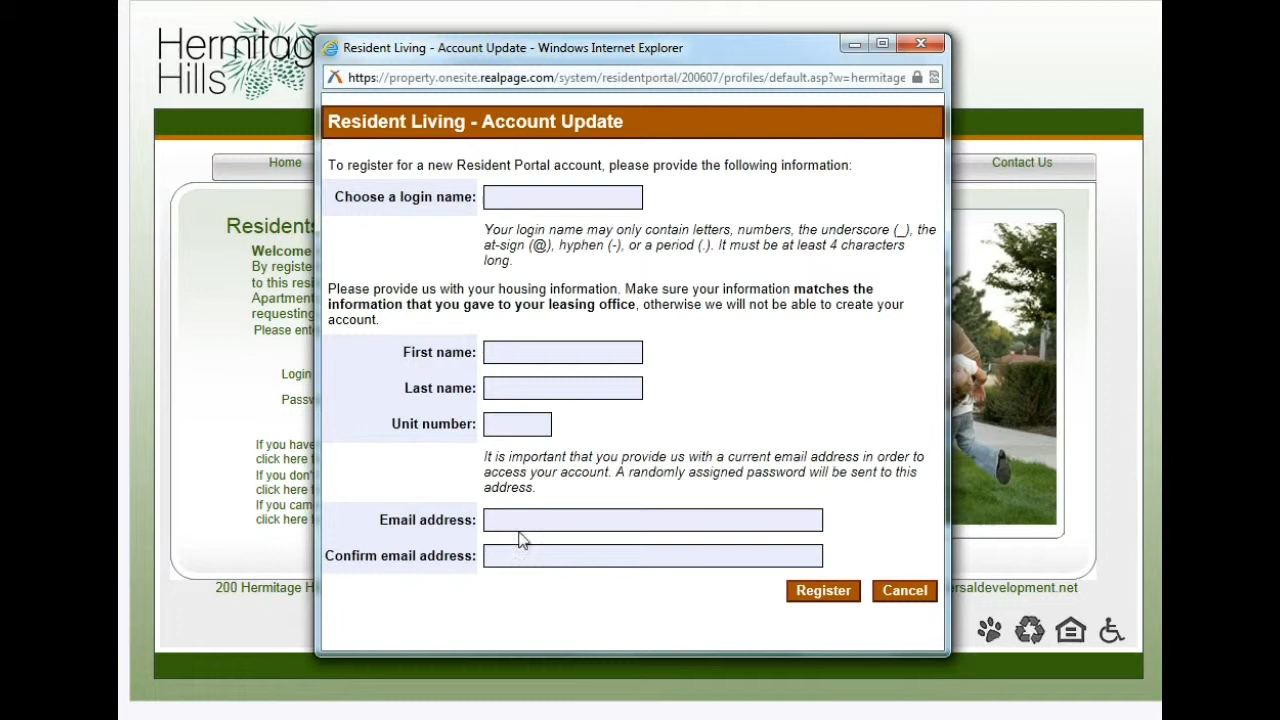 Hermitage
Hills
Resident Living - Account Update - Windows Internet Explorer
https://property.onesite.realpage.com/system/residentportal/200607/profiles/default.asp?w=hermitage
Resident Living - Account Update
Home
Contact Us
To register for a new Resident Portal account, please provide the following information:
Choose a login name:
Your login name may only contain letters, numbers, the underscore (_), the
at-sign (@), hyphen (-), or a period (.). It must be at least 4 characters
long.
Please provide us with your housing information. Make sure your information matches the
information that you gave to your leasing office, otherwise we will not be able to create your
account.
First name:
Last name:
Unit number:
It is important that you provide us with a current email address in order to
access your account. A randomly assigned password will be sent to this
address.
Email address:
Confirm email address:
Register Cancel
Residents
Welcome
By registe
to this resi
Apartmen
requesting
Please ente
Login
Passw
If you have
click here
If you don'
click here
If you came
click here
200 Hermitage H
ersaldevelopment.net